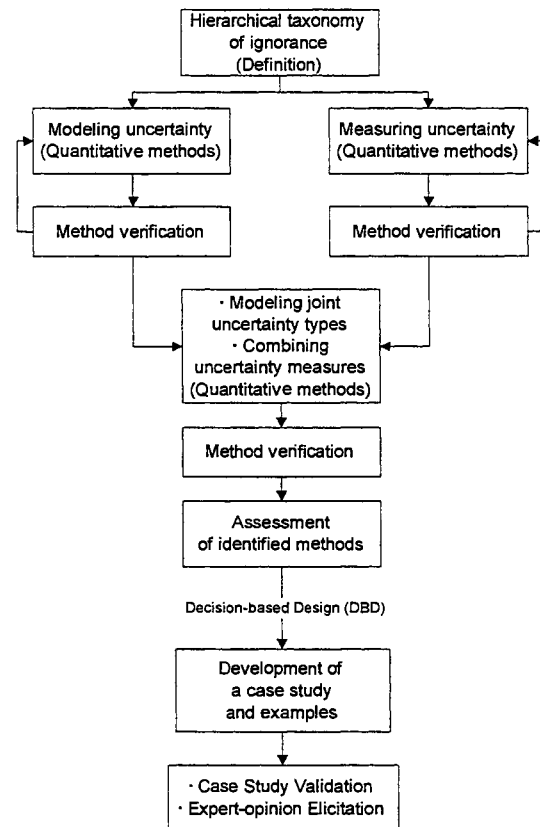 Hierarchical taxonomy
of ignorance
(Definition)
Modeling uncertainty
(Quantitative methods)
Measuring uncertainty
(Quantitative methods)
Method verification
Method verification
· Modeling joint
uncertainty types
· Combining
uncertainty measures
(Quantitative methods)
Method verification
Assessment
of identified methods
Decision-based Design (DBD)
Development of
a case study
and examples
· Case Study Validation
· Expert-opinion Elicitation